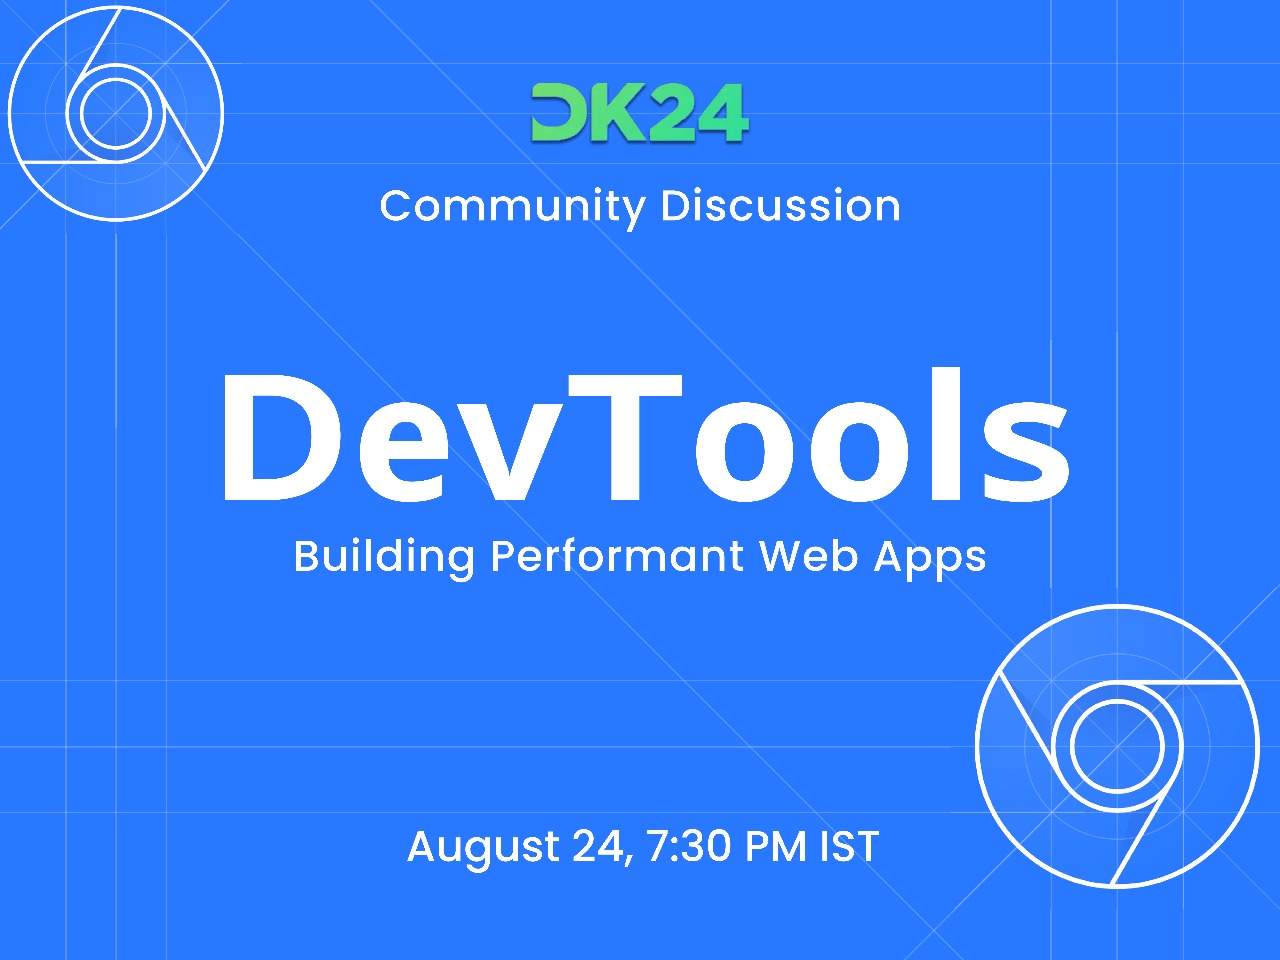 DK24
Community Discussion
DevTools
Building Performant Web Apps
August 24, 7:30 PM IST